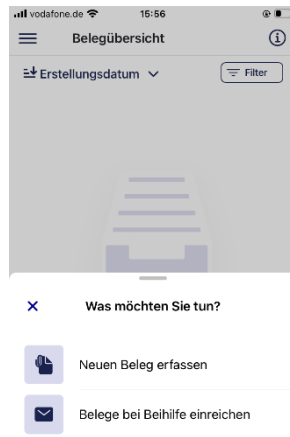 vodafone.de 15:56
Belegübersicht
Erstellungsdatum Filter
Was möchten Sie tun?
Neuen Beleg erfassen
Belege bei Beihilfe einreichen